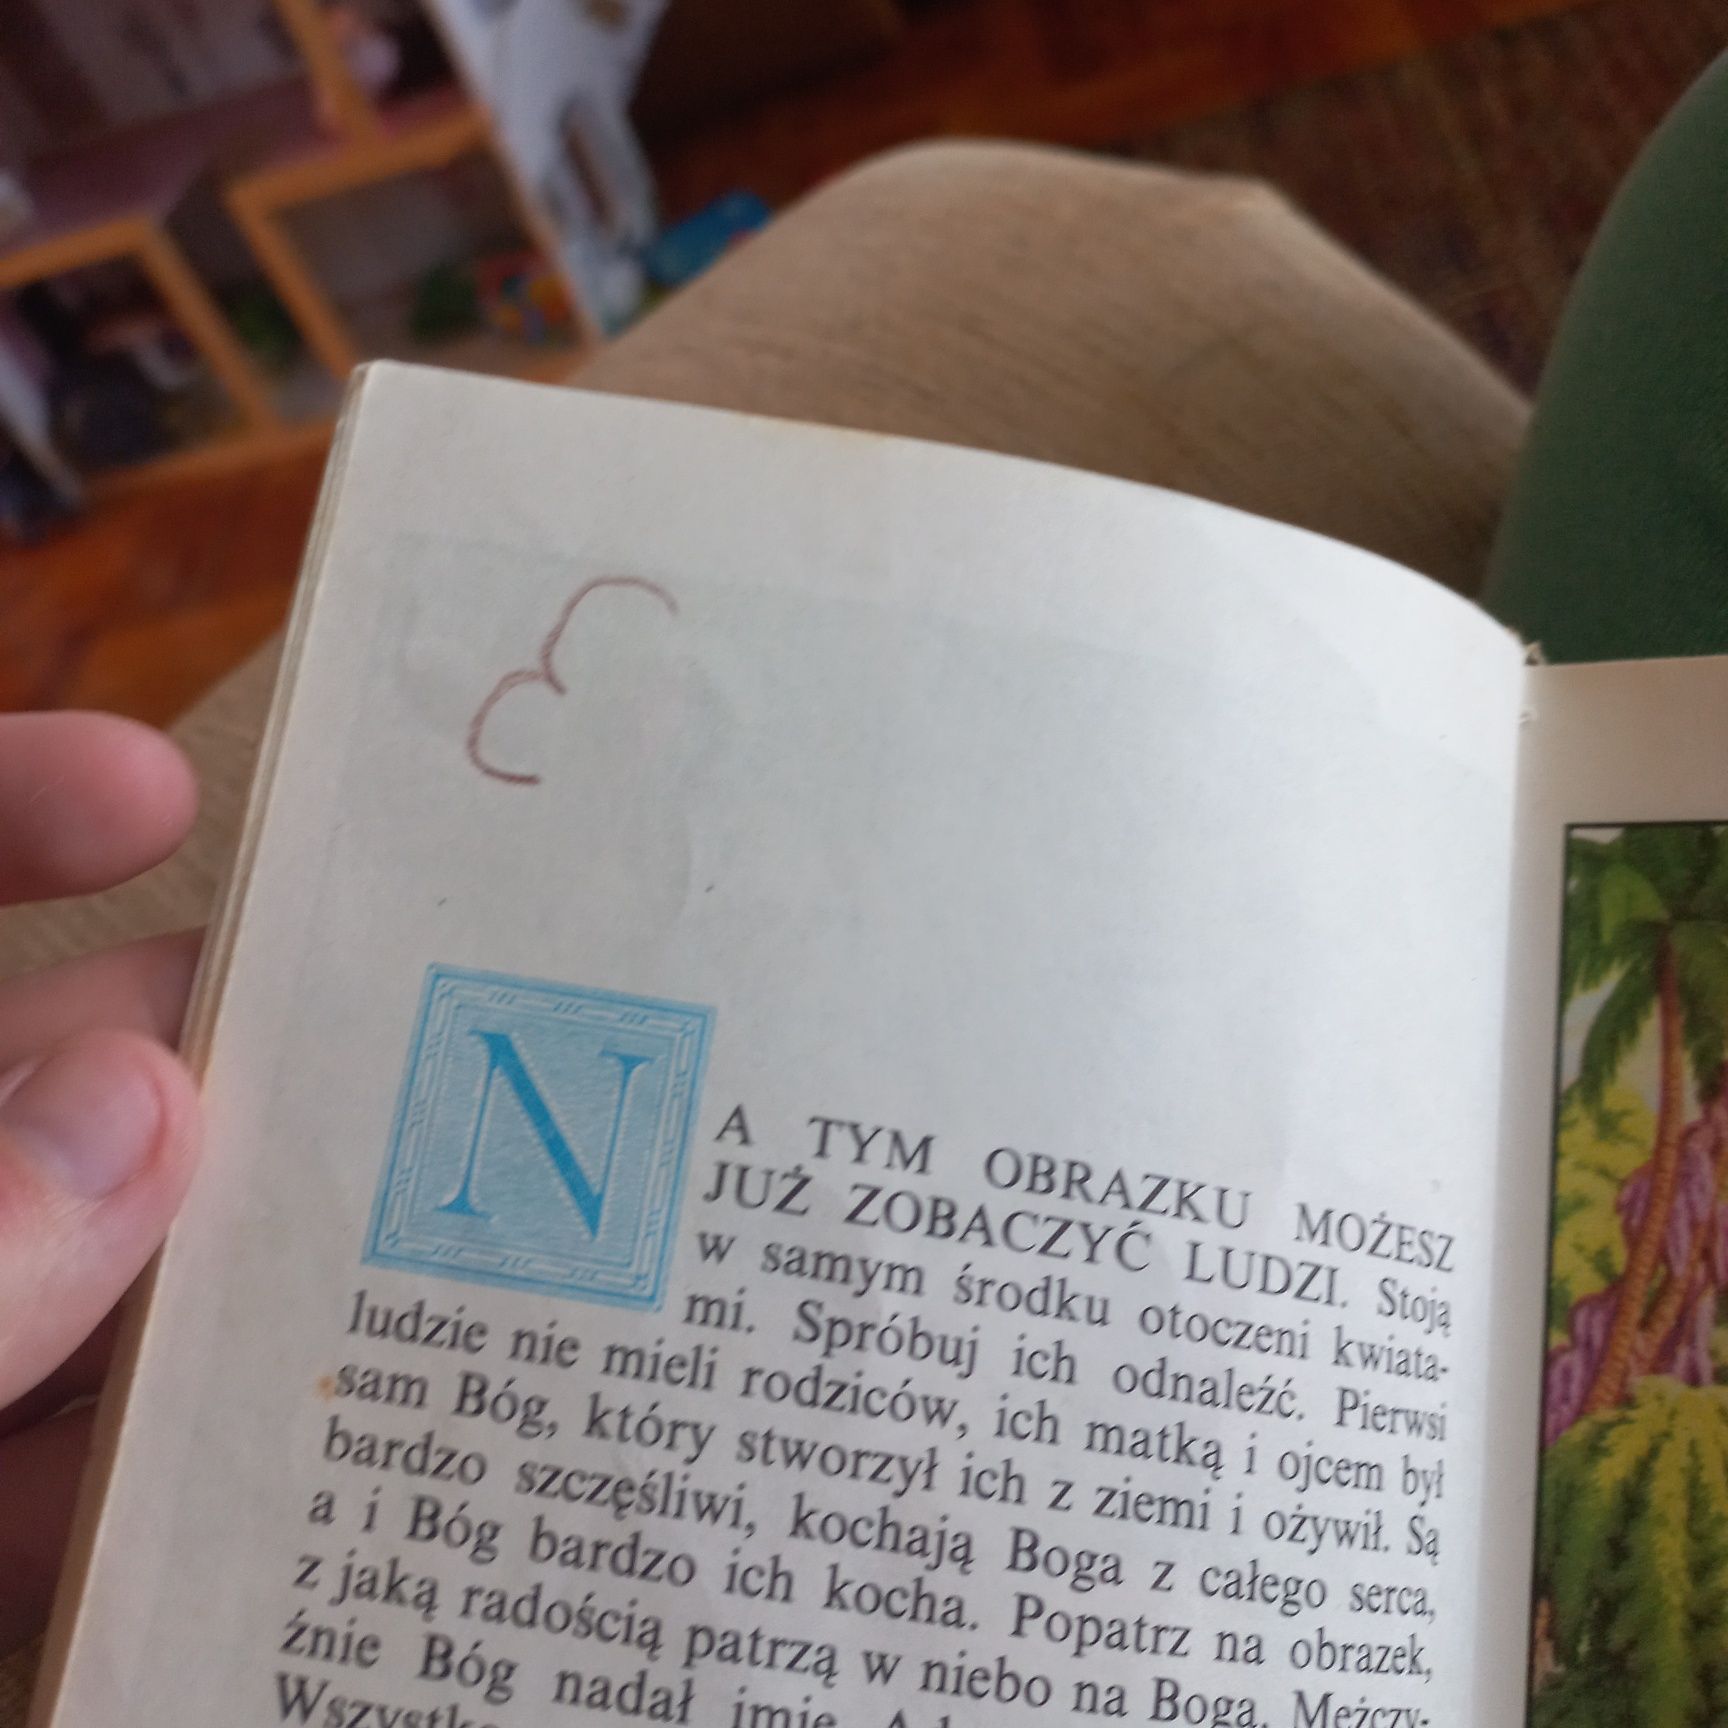 Ɛ
NA TYM OBRAZKU MOŻESZ
JUŻ ZOBACZYĆ LUDZI. Stoją
w samym środku otoczeni kwiata-
mi. Spróbuj ich odnaleźć. Pierwsi
ludzie nie mieli rodziców, ich matką i ojcem był
sam Bóg, który stworzył ich z ziemi i ożywił. Są
bardzo szczęśliwi, kochają Boga z całego serca,
a i Bóg bardzo ich kocha. Popatrz na obrazek,
z jaką radością patrzą w niebo na Boga. Mężczy-
źnie Bóg nadał imię